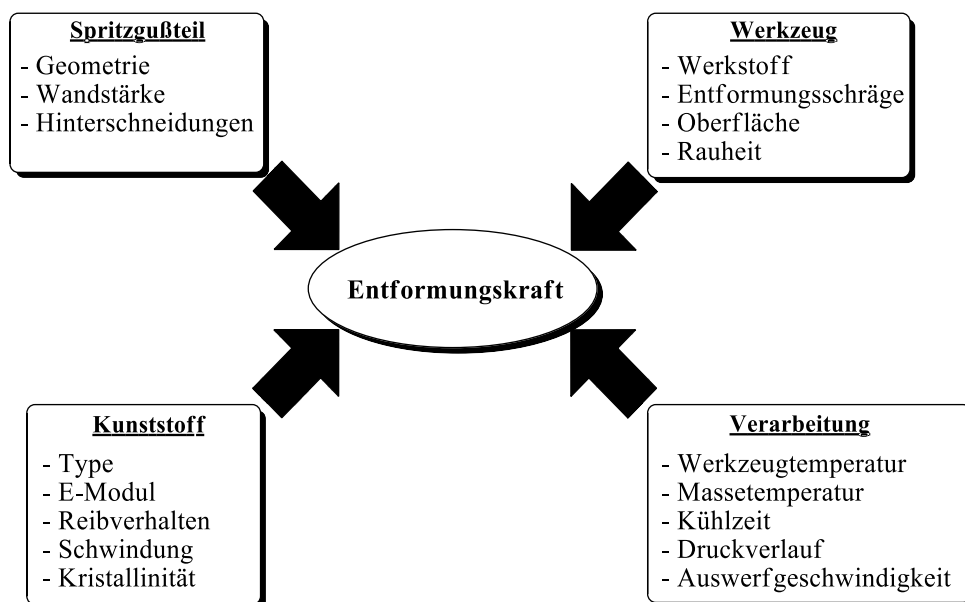 Spritzgußteil
- Geometrie
- Wandstärke
- Hinterschneidungen
Werkzeug
- Werkstoff
- Entformungsschräge
- Oberfläche
- Rauheit
Entformungskraft
Kunststoff
- Type
- E-Modul
- Reibverhalten
- Schwindung
- Kristallinität
Verarbeitung
- Werkzeugtemperatur
- Massetemperatur
- Kühlzeit
- Druckverlauf
- Auswerfgeschwindigkeit